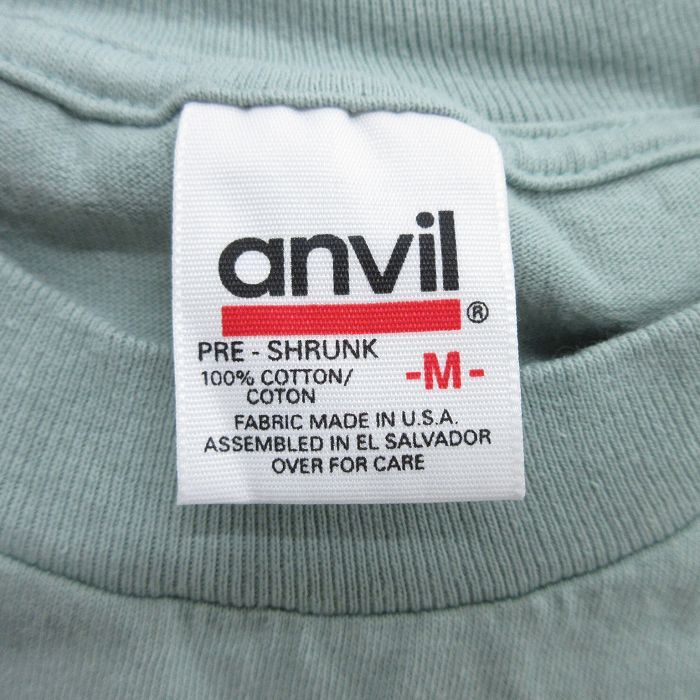 anvil®
PRE - SHRUNK
100% COTTON/
COTON
-M-
FABRIC MADE IN U.S.A.
ASSEMBLED IN EL SALVADOR
OVER FOR CARE